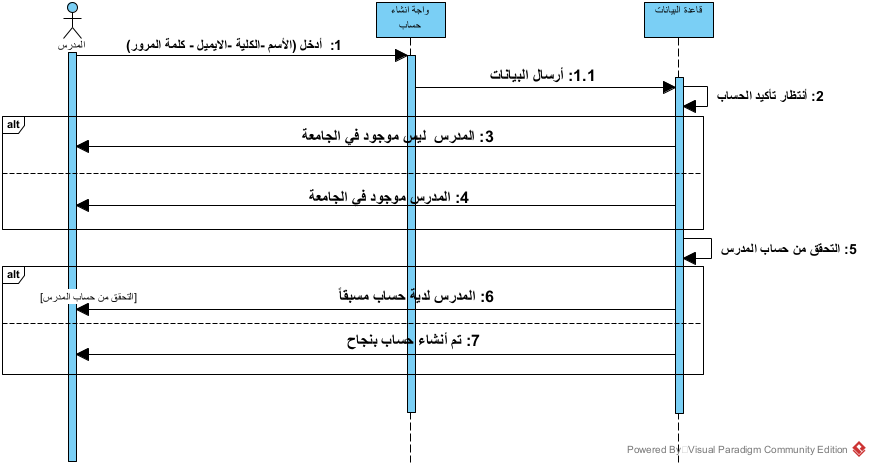 واجة انشاء
حساب
قاعدة البيانات
المدرس
1: أدخل (الأسم -الكلية -الايميل - كلمة المرور)
1.1: أرسال البيانات
2: أنتظار تأكيد الحساب
alt
3: المدرس ليس موجود في الجامعة
4: المدرس موجود في الجامعة
5: التحقق من حساب المدرس
alt
[التحقق من حساب المدرس]
6: المدرس لدية حساب مسبقاً
7: تم أنشاء حساب بنجاح
Powered By Visual Paradigm Community Edition